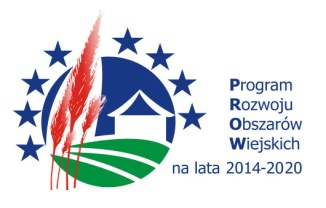 Program
Rozwoju
Obszarów
Wiejskich
na lata 2014-2020